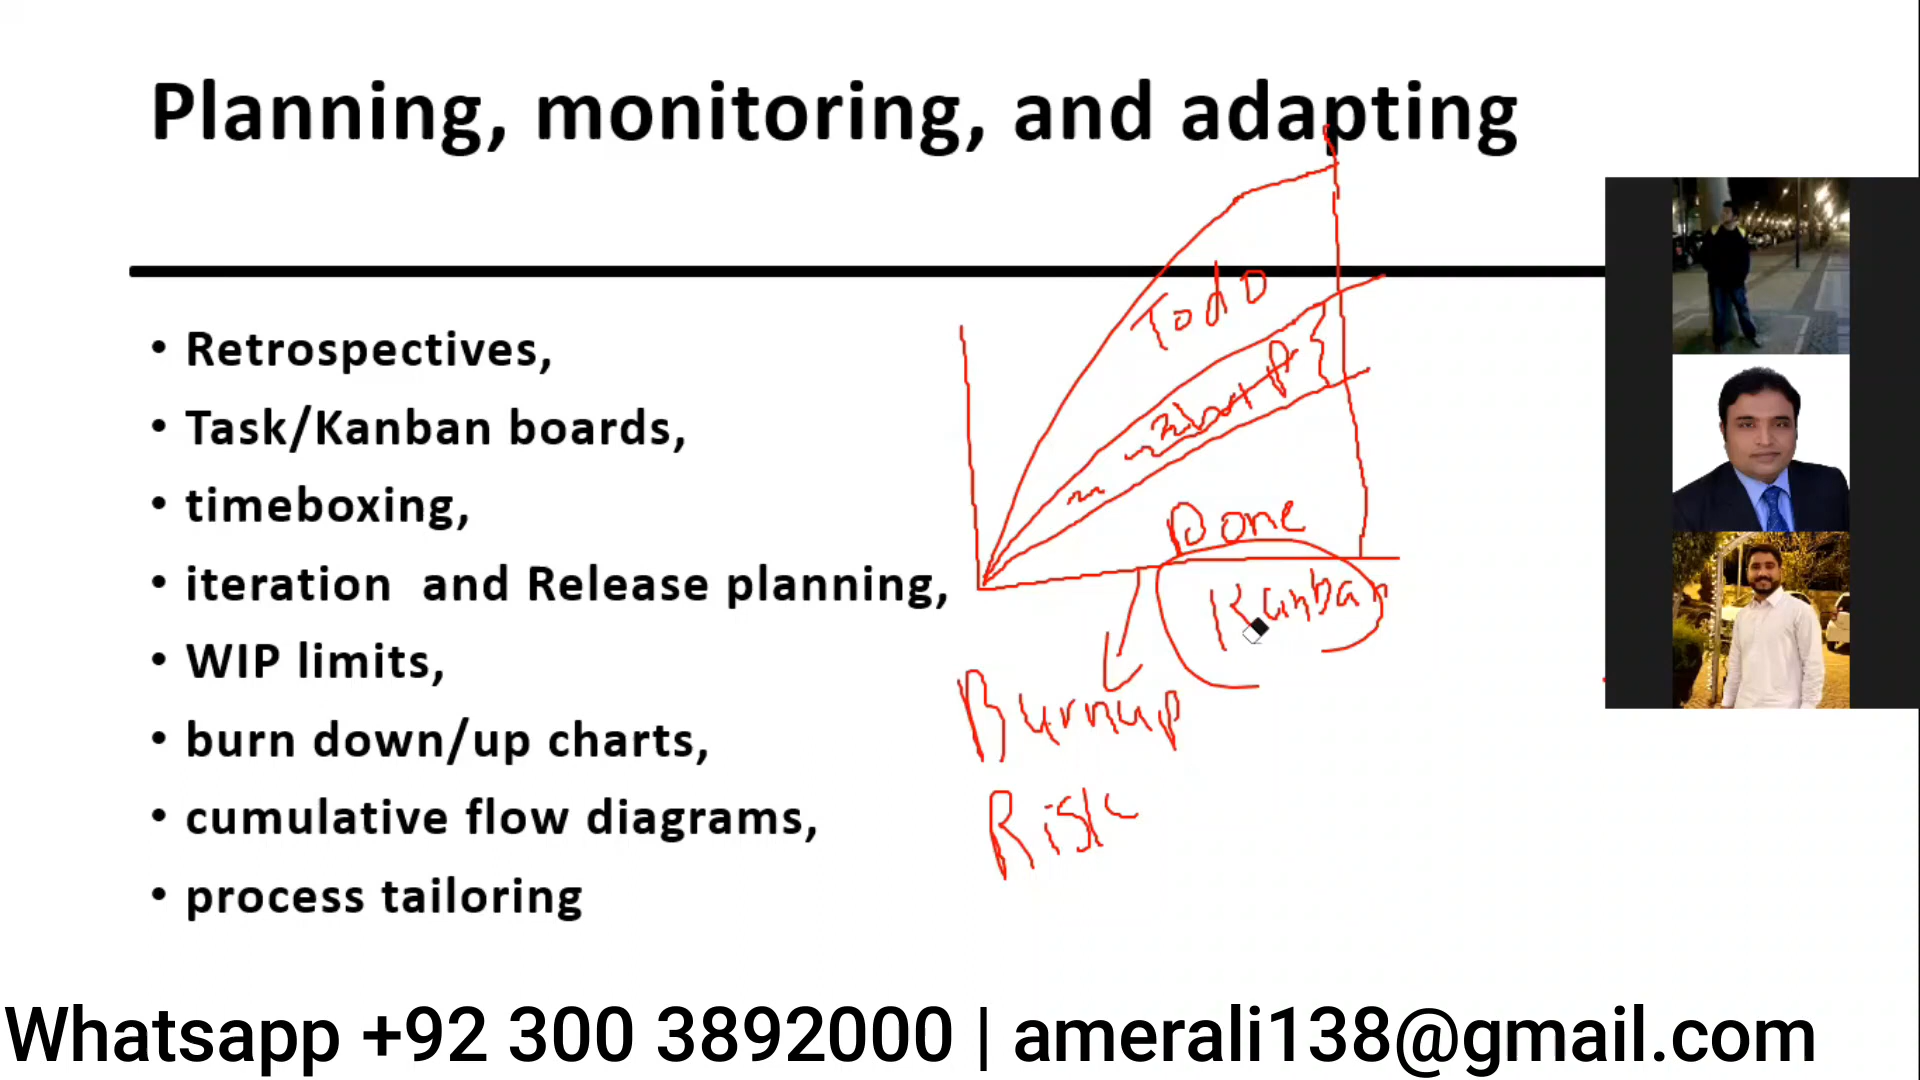 Planning, monitoring, and adapting
• Retrospectives,
• Task/Kanban boards,
• timeboxing,
• iteration and Release planning,
• WIP limits,
• burn down/up charts,
• cumulative flow diagrams,
• process tailoring
Todo
Done
Kanban
Burnup
Risk
Whatsapp +92 300 3892000 | amerali138@gmail.com